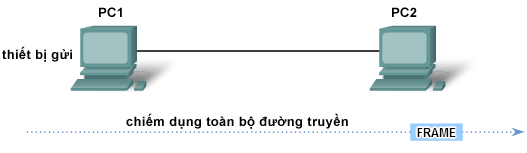 PC1
PC2
thiết bị gửi
chiếm dụng toàn bộ đường truyền
FRAME